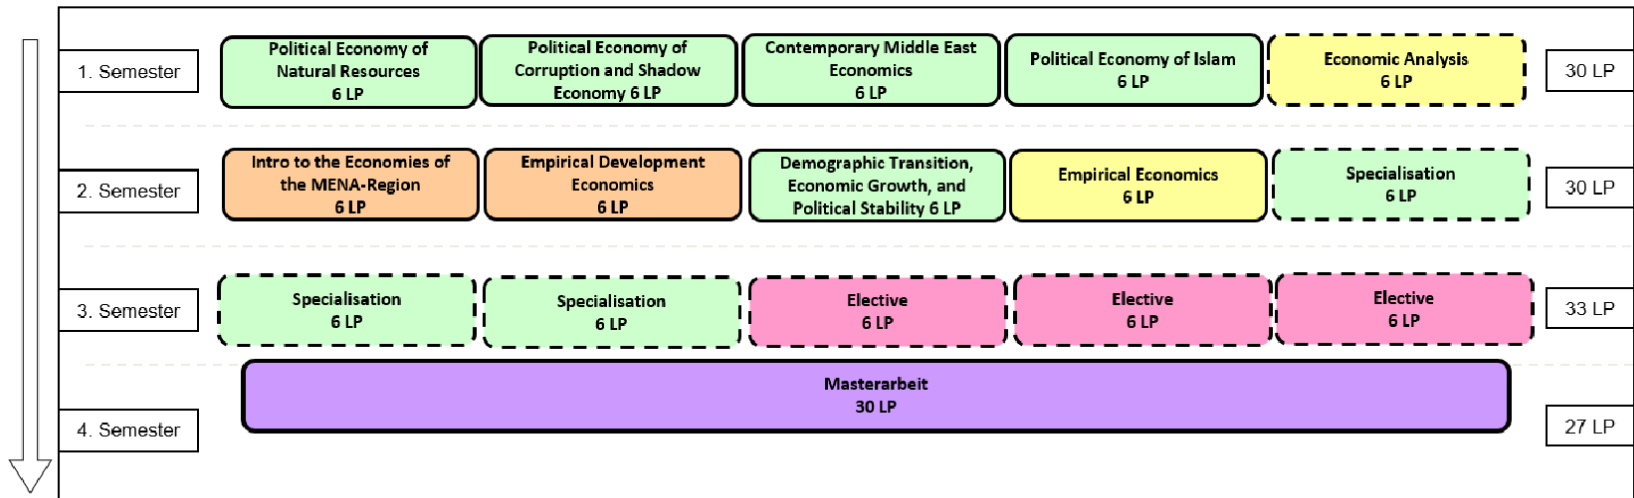 1. Semester
Political Economy of
Natural Resources
6 LP
Political Economy of
Corruption and Shadow
Economy 6 LP
Contemporary Middle East
Economics
6 LP
Political Economy of Islam
6 LP
Economic Analysis
6 LP
30 LP
2. Semester
Intro to the Economies of
the MENA-Region
6 LP
Empirical Development
Economics
6 LP
Demographic Transition,
Economic Growth, and
Political Stability 6 LP
Empirical Economics
6 LP
Specialisation
6 LP
30 LP
3. Semester
Specialisation
6 LP
Specialisation
6 LP
Elective
6 LP
Elective
6 LP
Elective
6 LP
33 LP
4. Semester
Masterarbeit
30 LP
27 LP